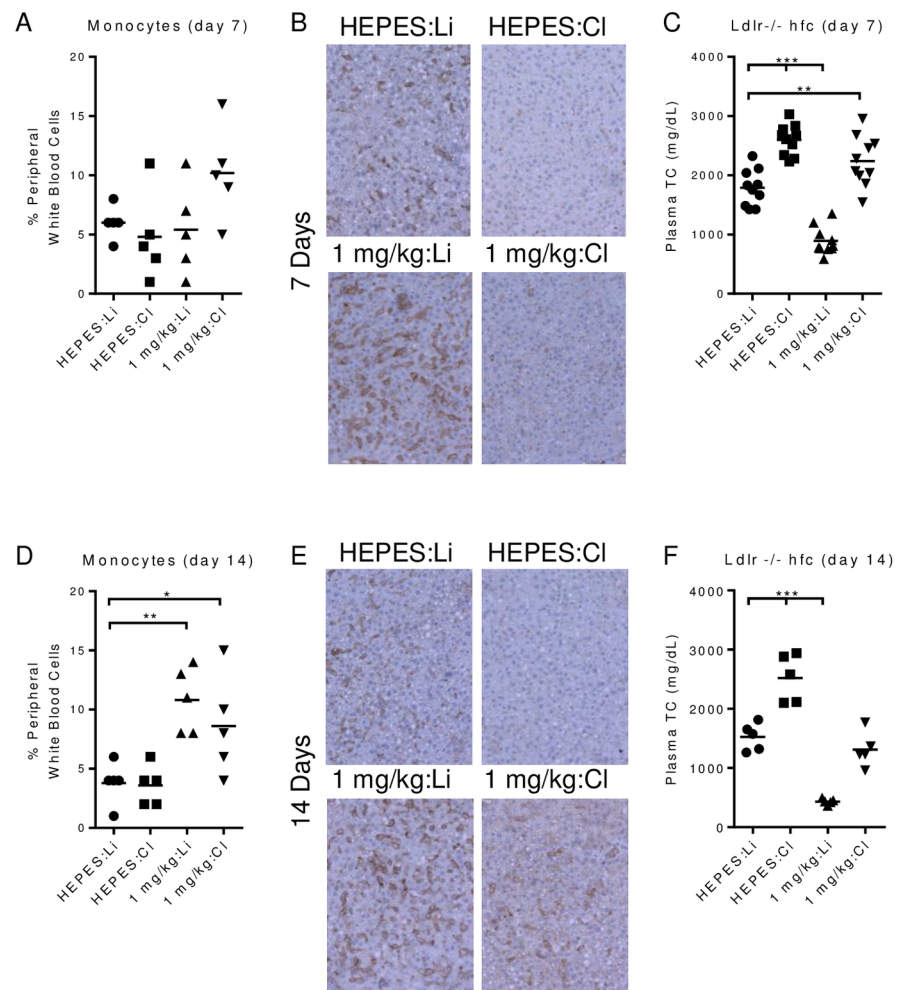 A
Monocytes (day 7)
% Peripheral
White Blood Cells
20
15
10
5
0
HEPES:Li
HEPES:Cl
1 mg/kg:Li
1 mg/kg:Cl
B
HEPES:Li
HEPES:Cl
7 Days
1 mg/kg:Li
1 mg/kg:Cl
C
Ldlr-/- hfc (day 7)
Plasma TC (mg/dL)
4000
3000
2000
1000
0
***
**
HEPES:Li
HEPES:Cl
1 mg/kg:Li
1 mg/kg:Cl
D
Monocytes (day 14)
% Peripheral
White Blood Cells
20
15
10
5
0
*
**
HEPES:Li
HEPES:Cl
1 mg/kg:Li
1 mg/kg:Cl
E
HEPES:Li
HEPES:Cl
14 Days
1 mg/kg:Li
1 mg/kg:Cl
F
Ldlr -/- hfc (day 14)
Plasma TC (mg/dL)
4000
3000
2000
1000
0
***
HEPES:Li
HEPES:Cl
1 mg/kg:Li
1 mg/kg:Cl